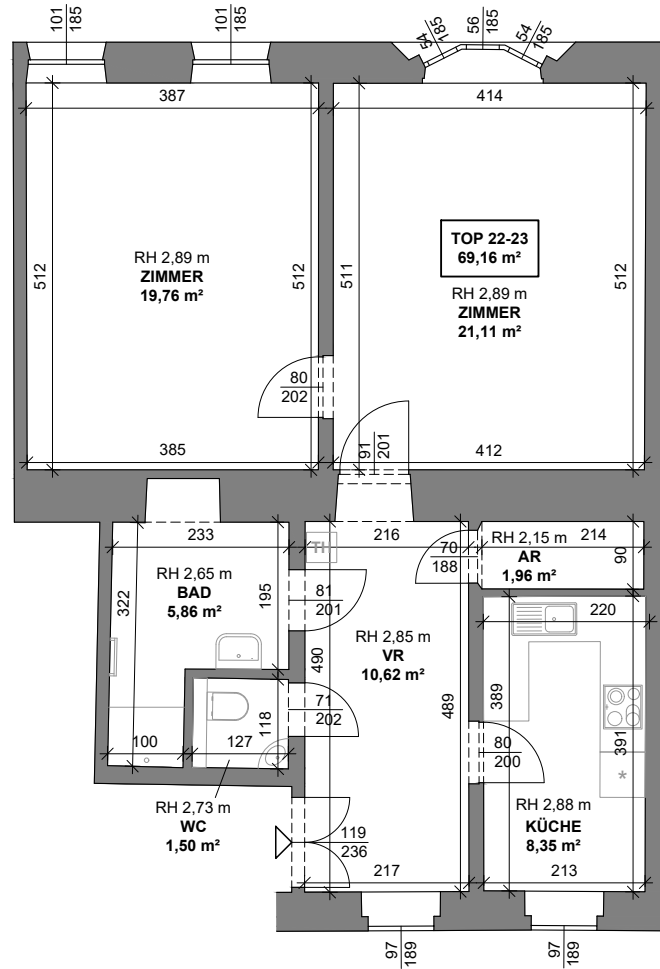 101
185
101
185
54
185
56
185
54
185
387
414
512
512
511
512
RH 2,89 m
ZIMMER
19,76 m²
TOP 22-23
69,16 m²
RH 2,89 m
ZIMMER
21,11 m²
80
202
91
201
385
412
233
216
214
TH
70
188
RH 2,15 m
AR
1,96 m²
90
322
RH 2,65 m
BAD
5,86 m²
195
81
201
220
490
RH 2,85 m
VR
10,62 m²
489
389
391
71
202
118
100
127
80
200
*
RH 2,73 m
WC
1,50 m²
119
236
RH 2,88 m
KÜCHE
8,35 m²
217
213
97
189
97
189